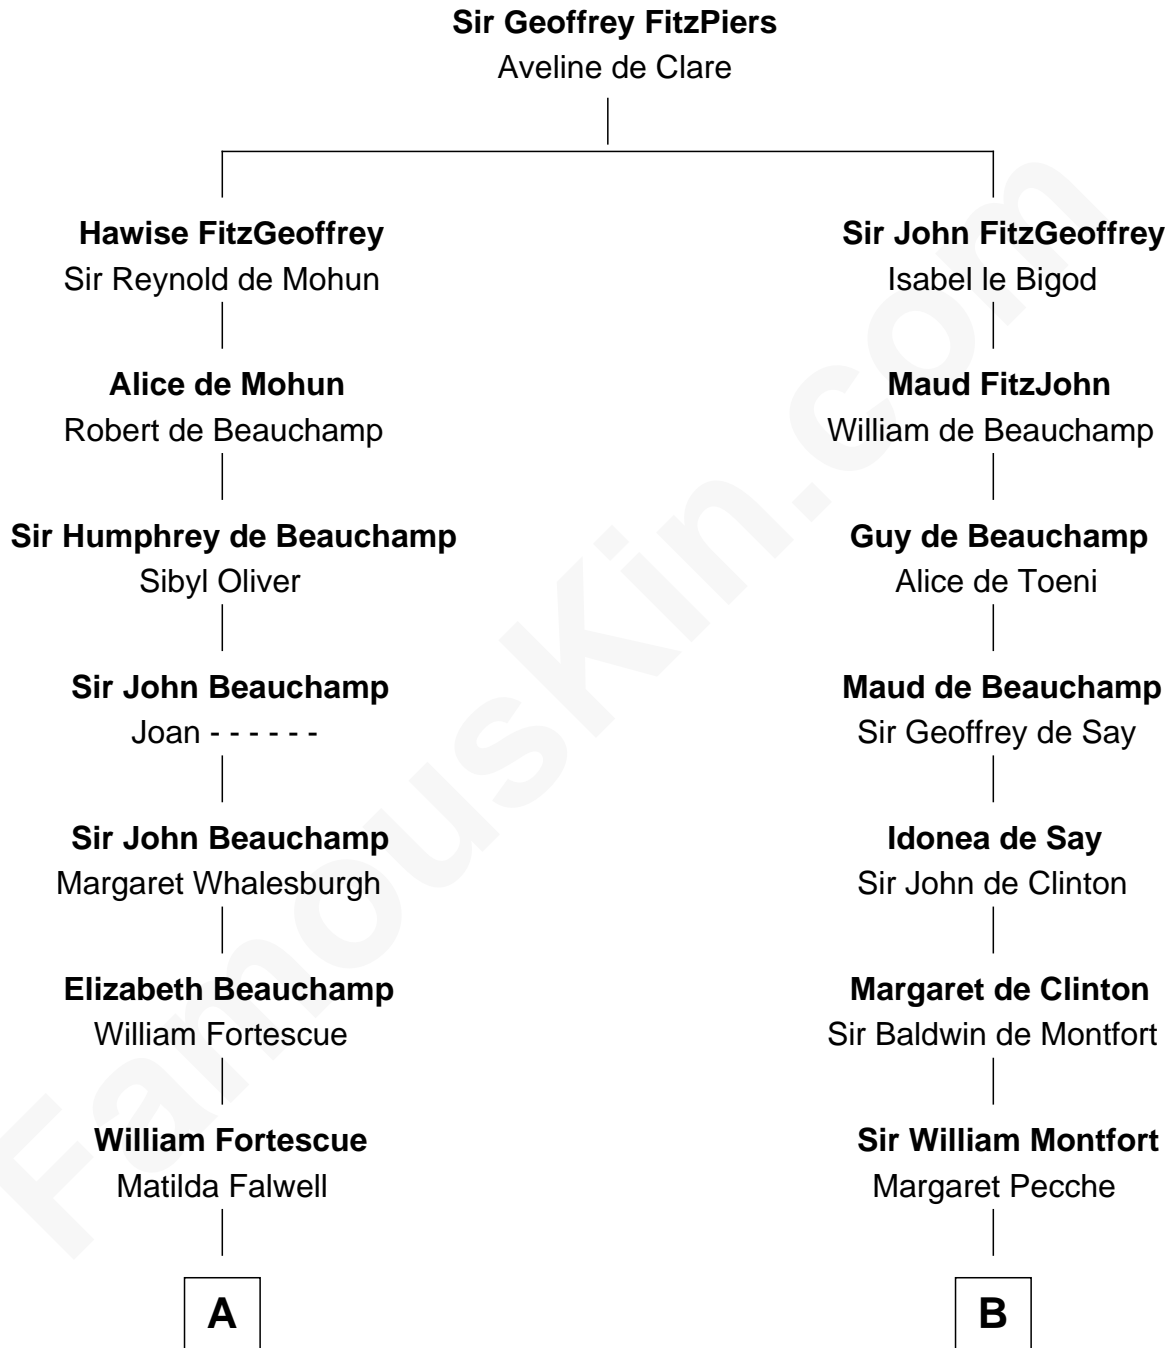 Sir Geoffrey FitzPiers
Aveline de Clare
Hawise FitzGeoffrey
Sir Reynold de Mohun
Sir John FitzGeoffrey
Isabel le Bigod
Alice de Mohun
Robert de Beauchamp
Maud FitzJohn
William de Beauchamp
Sir Humphrey de Beauchamp
Sibyl Oliver
Guy de Beauchamp
Alice de Toeni
Sir John Beauchamp
Joan - - - - - -
Maud de Beauchamp
Sir Geoffrey de Say
Sir John Beauchamp
Margaret Whalesburgh
Idonea de Say
Sir John de Clinton
Elizabeth Beauchamp
William Fortescue
Margaret de Clinton
Sir Baldwin de Montfort
William Fortescue
Matilda Falwell
Sir William Montfort
Margaret Pecche
A
B
FamousKin.com